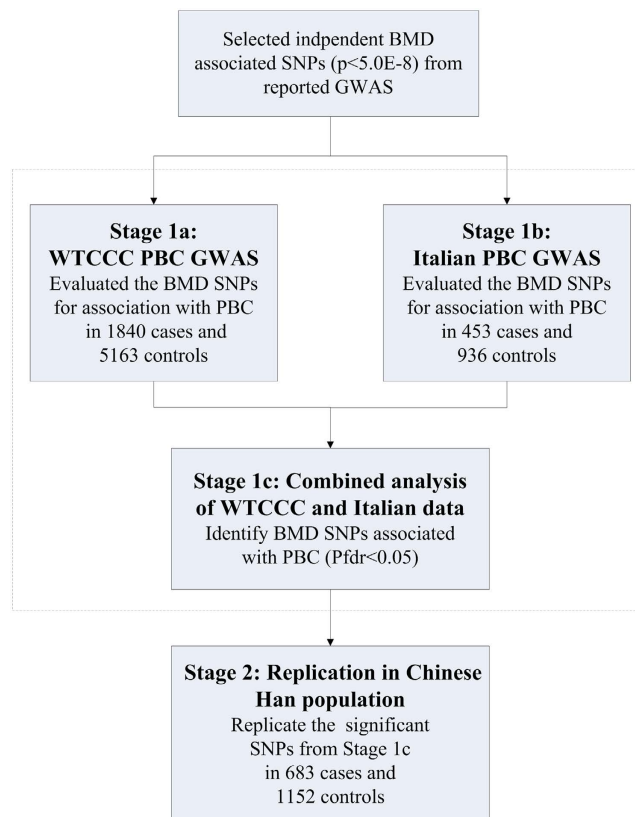 Selected indpendent BMD
associated SNPs (p<5.0E-8) from
reported GWAS
Stage 1a:
WTCCC PBC GWAS
Evaluated the BMD SNPs
for association with PBC
in 1840 cases and
5163 controls
Stage 1b:
Italian PBC GWAS
Evaluated the BMD SNPs
for association with PBC
in 453 cases and
936 controls
Stage 1c: Combined analysis
of WTCCC and Italian data
Identify BMD SNPs associated
with PBC (Pfdr<0.05)
Stage 2: Replication in Chinese
Han population
Replicate the significant
SNPs from Stage 1c
in 683 cases and
1152 controls